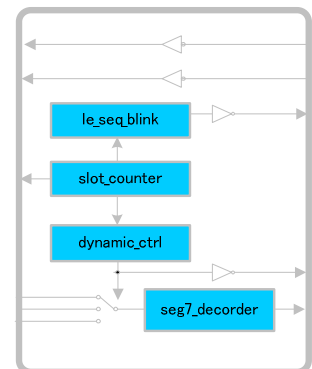 le_seq_blink
slot_counter
dynamic_ctrl
seg7_decorder